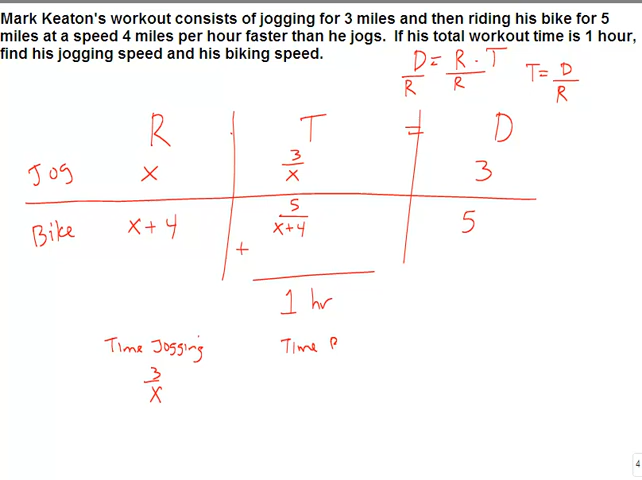 Mark Keaton's workout consists of jogging for 3 miles and then riding his bike for 5
miles at a speed 4 miles per hour faster than he jogs.  If his total workout time is 1 hour,
find his jogging speed and his biking speed.
D = R . T
R R
T = D
R
R . T = D
Jog x 3/x 3
Bike x + 4 5/x+4 5
+
1 hr
Time Jogging Time B
3/x
4